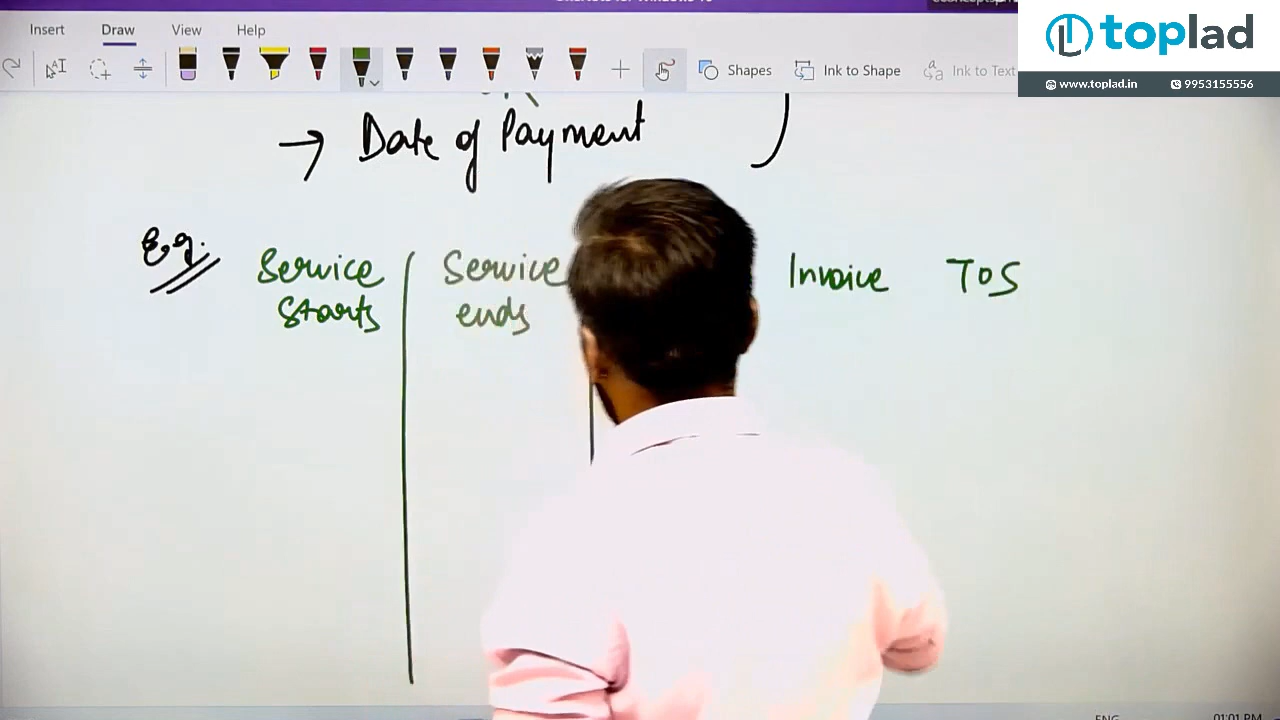 Insert Draw View Help
Shapes Ink to Shape Ink to Text
toplad
www.toplad.in 9953155556
→ Date of Payment
E.g. Service Service Invoice TOS
starts ends
ENG 01:01 PM